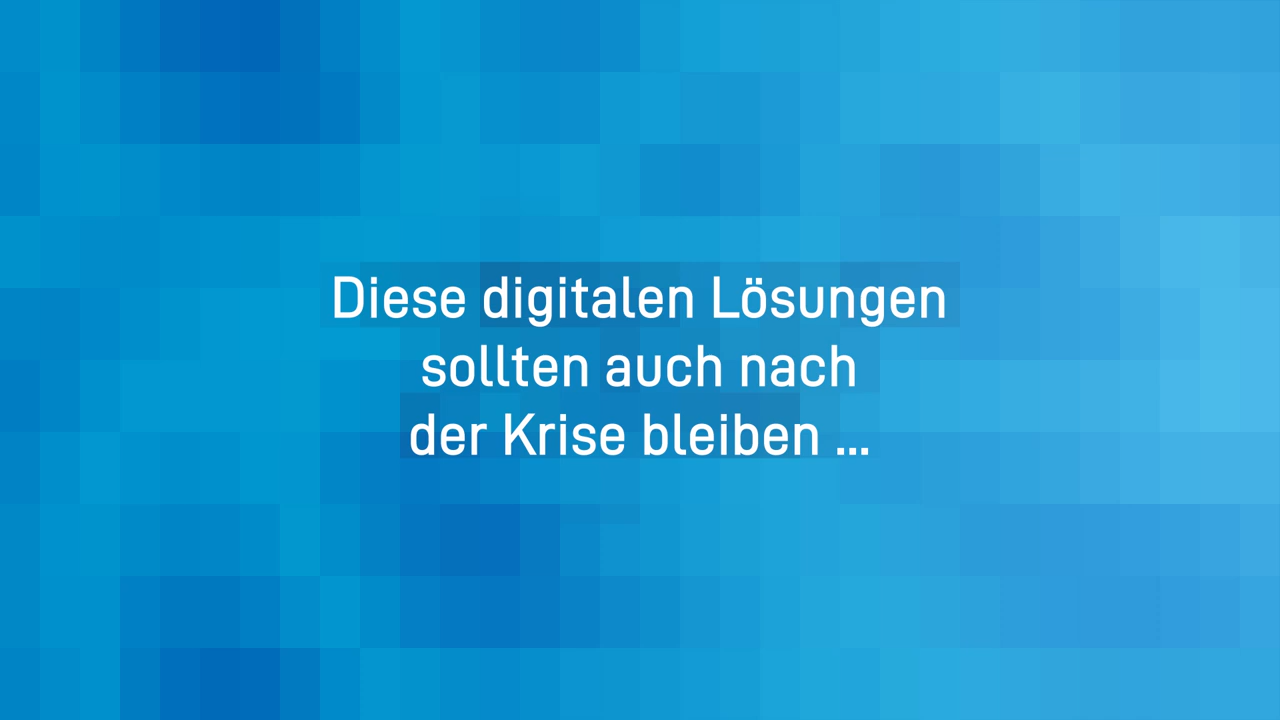 Diese digitalen Lösungen
sollten auch nach
der Krise bleiben ...